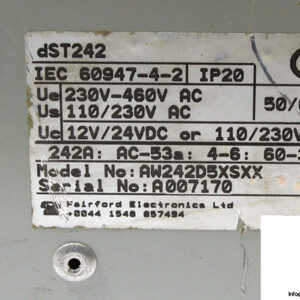 dST242
IEC 60947-4-2 IP20
Ue 230V-460V AC 50/
Us 110/230V AC
Uc 12V/24VDC or 110/230V
242A: AC-53a: 4-6: 60-
Model No:AW242D5XSXX
Serial No:A007170
Fairford Electronics Ltd
+0044 1548 857494